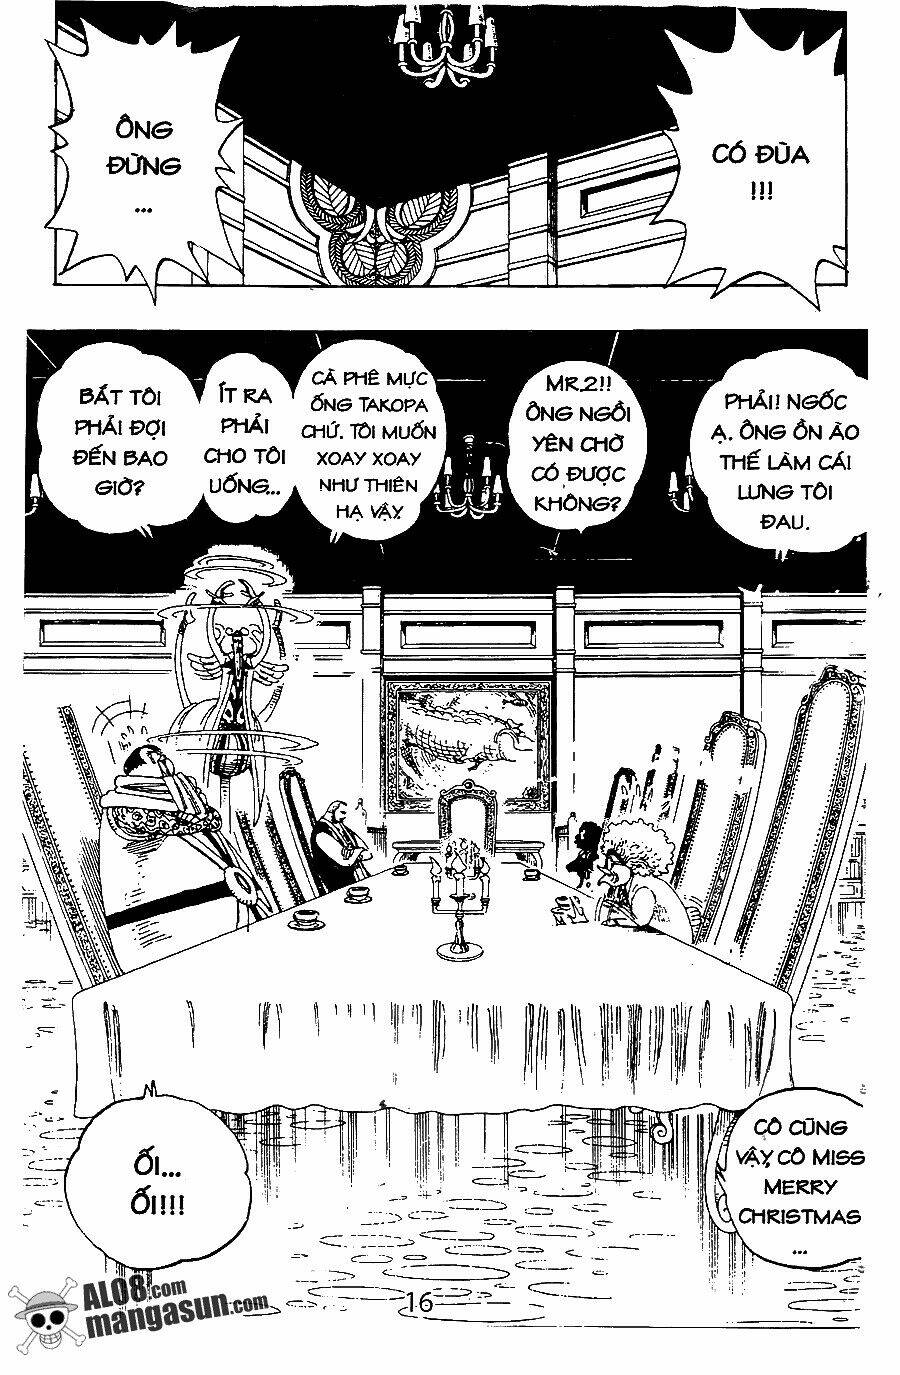 ÔNG
ĐỪNG
...
CÓ ĐÙA
!!!
BẮT TÔI
PHẢI ĐỢI
ĐẾN BAO
GIỜ?
ÍT RA
PHẢI
CHO TÔI
UỐNG...
CÀ PHÊ MỰC
ỐNG TAKOPA
CHỨ. TÔI MUỐN
XOAY XOAY
NHƯ THIÊN
HẠ VẬY.
MR.2!!
ÔNG NGỒI
YÊN CHỜ
CÓ ĐƯỢC
KHÔNG?
PHẢI! NGỐC
Ạ. ÔNG ỒN ÀO
THẾ LÀM CÁI
LƯNG TÔI
ĐAU.
ỐI...
ỐI!!!
CÔ CŨNG
VẬY, CÔ MISS
MERRY
CHRISTMAS
...
ALO8.com
mangasun.com
16